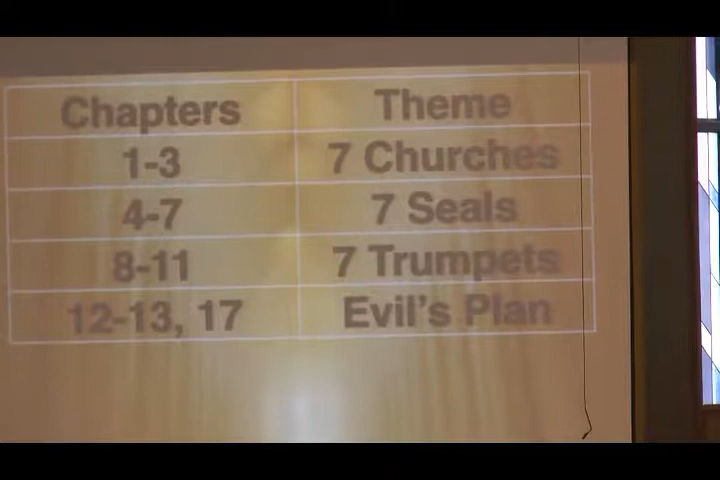 Chapters Theme
1-3 7 Churches
4-7 7 Seals
8-11 7 Trumpets
12-13, 17 Evil's Plan